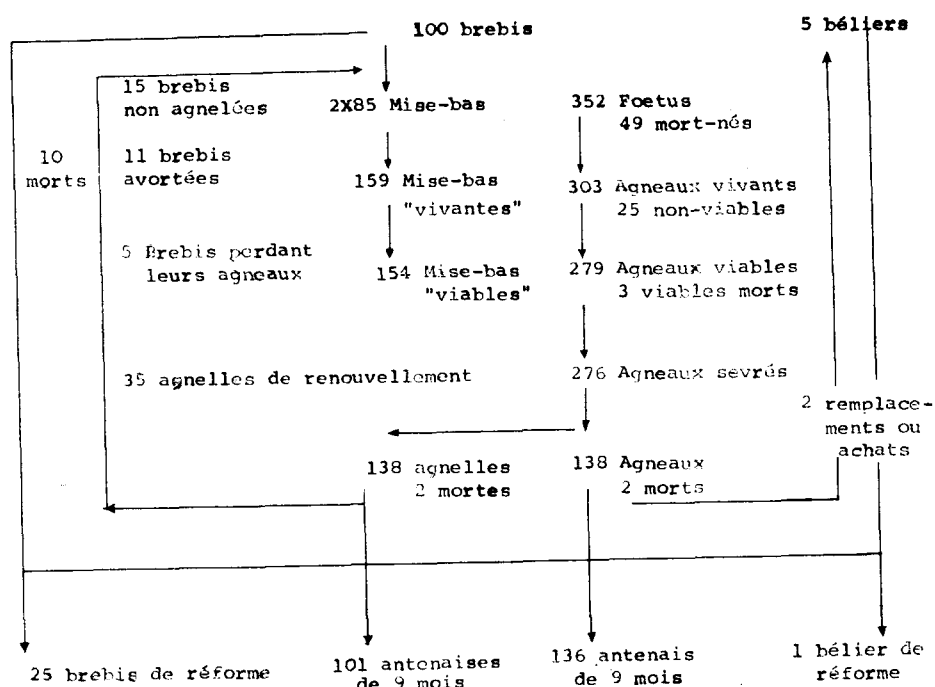 100 brebis
5 béliers
15 brebis
non agnelées
2X85 Mise-bas
352 Foetus
49 mort-nés
10
morts
11 brebis
avortées
159 Mise-bas
"vivantes"
303 Agneaux vivants
25 non-viables
5 Brebis perdant
leurs agneaux
154 Mise-bas
"viables"
279 Agneaux viables
3 viables morts
35 agnelles de renouvellement
276 Agneaux sevrés
2 remplace-
ments ou
achats
138 agnelles
2 mortes
138 Agneaux
2 morts
25 brebis de réforme
101 antenaises
de 9 mois
136 antenais
de 9 mois
1 bélier de
réforme